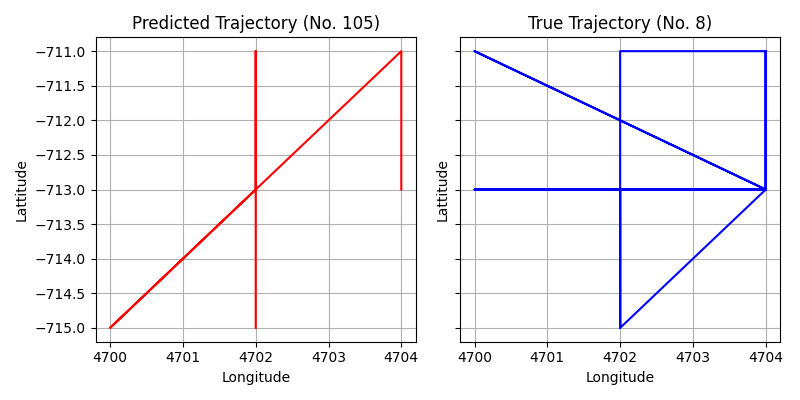 Predicted Trajectory (No. 105)
−711.0
−711.5
−712.0
−712.5
−713.0
−713.5
−714.0
−714.5
−715.0
Lattitude
4700 4701 4702 4703 4704
Longitude
True Trajectory (No. 8)
Lattitude
4700 4701 4702 4703 4704
Longitude